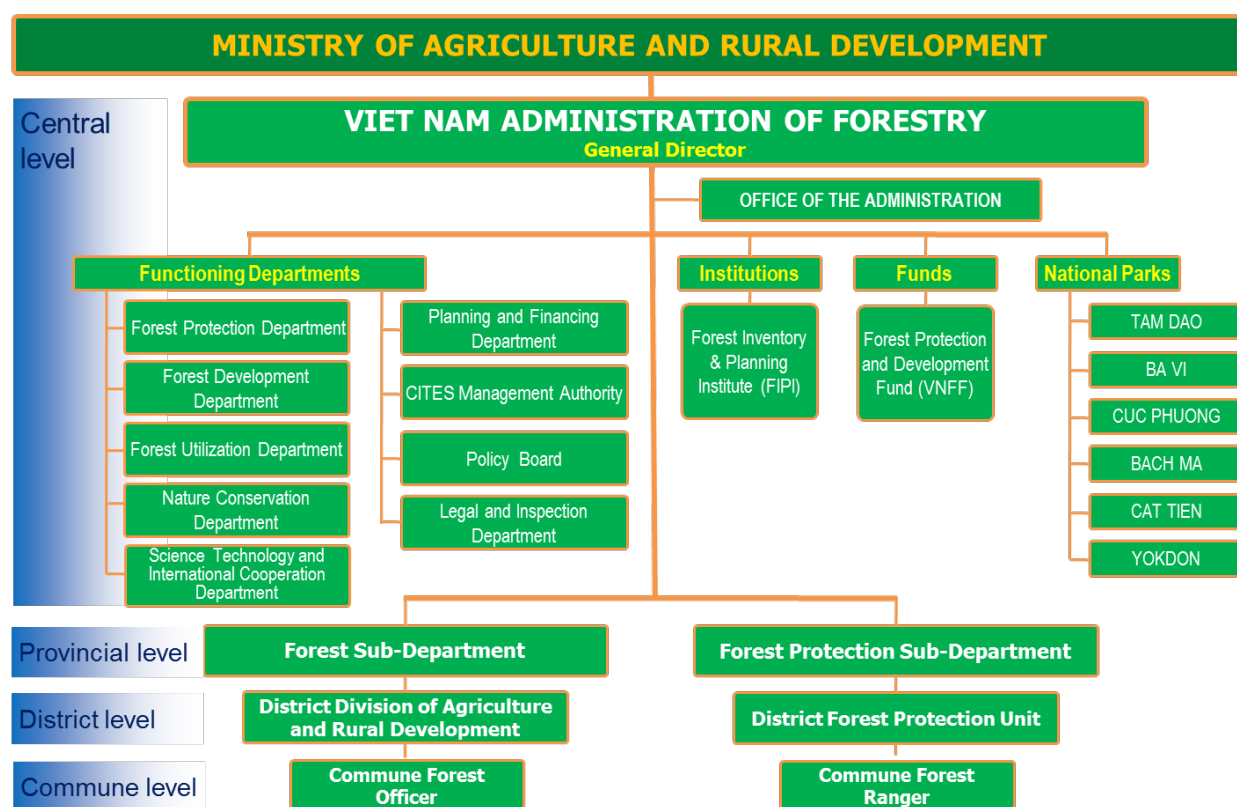 MINISTRY OF AGRICULTURE AND RURAL DEVELOPMENT
Central
level
VIET NAM ADMINISTRATION OF FORESTRY
General Director
OFFICE OF THE ADMINISTRATION
Functioning Departments
Forest Protection Department
Forest Development
Department
Forest Utilization Department
Nature Conservation
Department
Science Technology and
International Cooperation
Department
Planning and Financing
Department
CITES Management Authority
Policy Board
Legal and Inspection
Department
Institutions
Forest Inventory
& Planning
Institute (FIPI)
Funds
Forest Protection
and Development
Fund (VNFF)
National Parks
TAM DAO
BA VI
CUC PHUONG
BACH MA
CAT TIEN
YOKDON
Provincial level
Forest Sub-Department
Forest Protection Sub-Department
District level
District Division of Agriculture
and Rural Development
District Forest Protection Unit
Commune level
Commune Forest
Officer
Commune Forest
Ranger